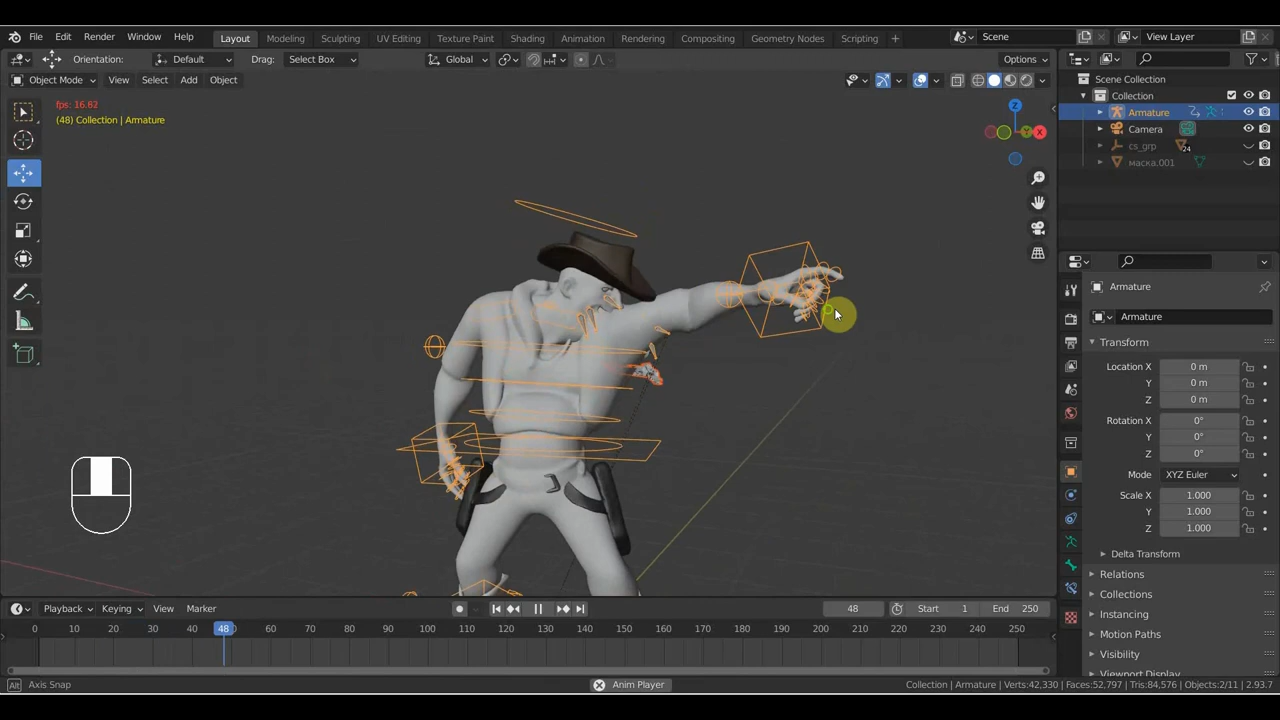 File Edit Render Window Help Layout Modeling Sculpting UV Editing Texture Paint Shading Animation Rendering Compositing Geometry Nodes Scripting + Scene View Layer
Orientation: Default Drag: Select Box Global Options
Object Mode View Select Add Object
Scene Collection
Collection
Armature
Camera
cs_grp 24
маска.001
fps: 16.62
(48) Collection | Armature
Z
Y X
Armature
Armature
Transform
Location X 0 m
Y 0 m
Z 0 m
Rotation X 0°
Y 0°
Z 0°
Mode XYZ Euler
Scale X 1.000
Y 1.000
Z 1.000
Delta Transform
Relations
Collections
Instancing
Motion Paths
Visibility
Viewport Display
Playback Keying View Marker 48 Start 1 End 250
0 10 20 30 40 48 60 70 80 90 100 110 120 130 140 150 160 170 180 190 200 210 220 230 240 250
Alt Axis Snap Anim Player Collection | Armature | Verts:42,330 | Faces:52,797 | Tris:84,576 | Objects:2/11 | 2.93.7